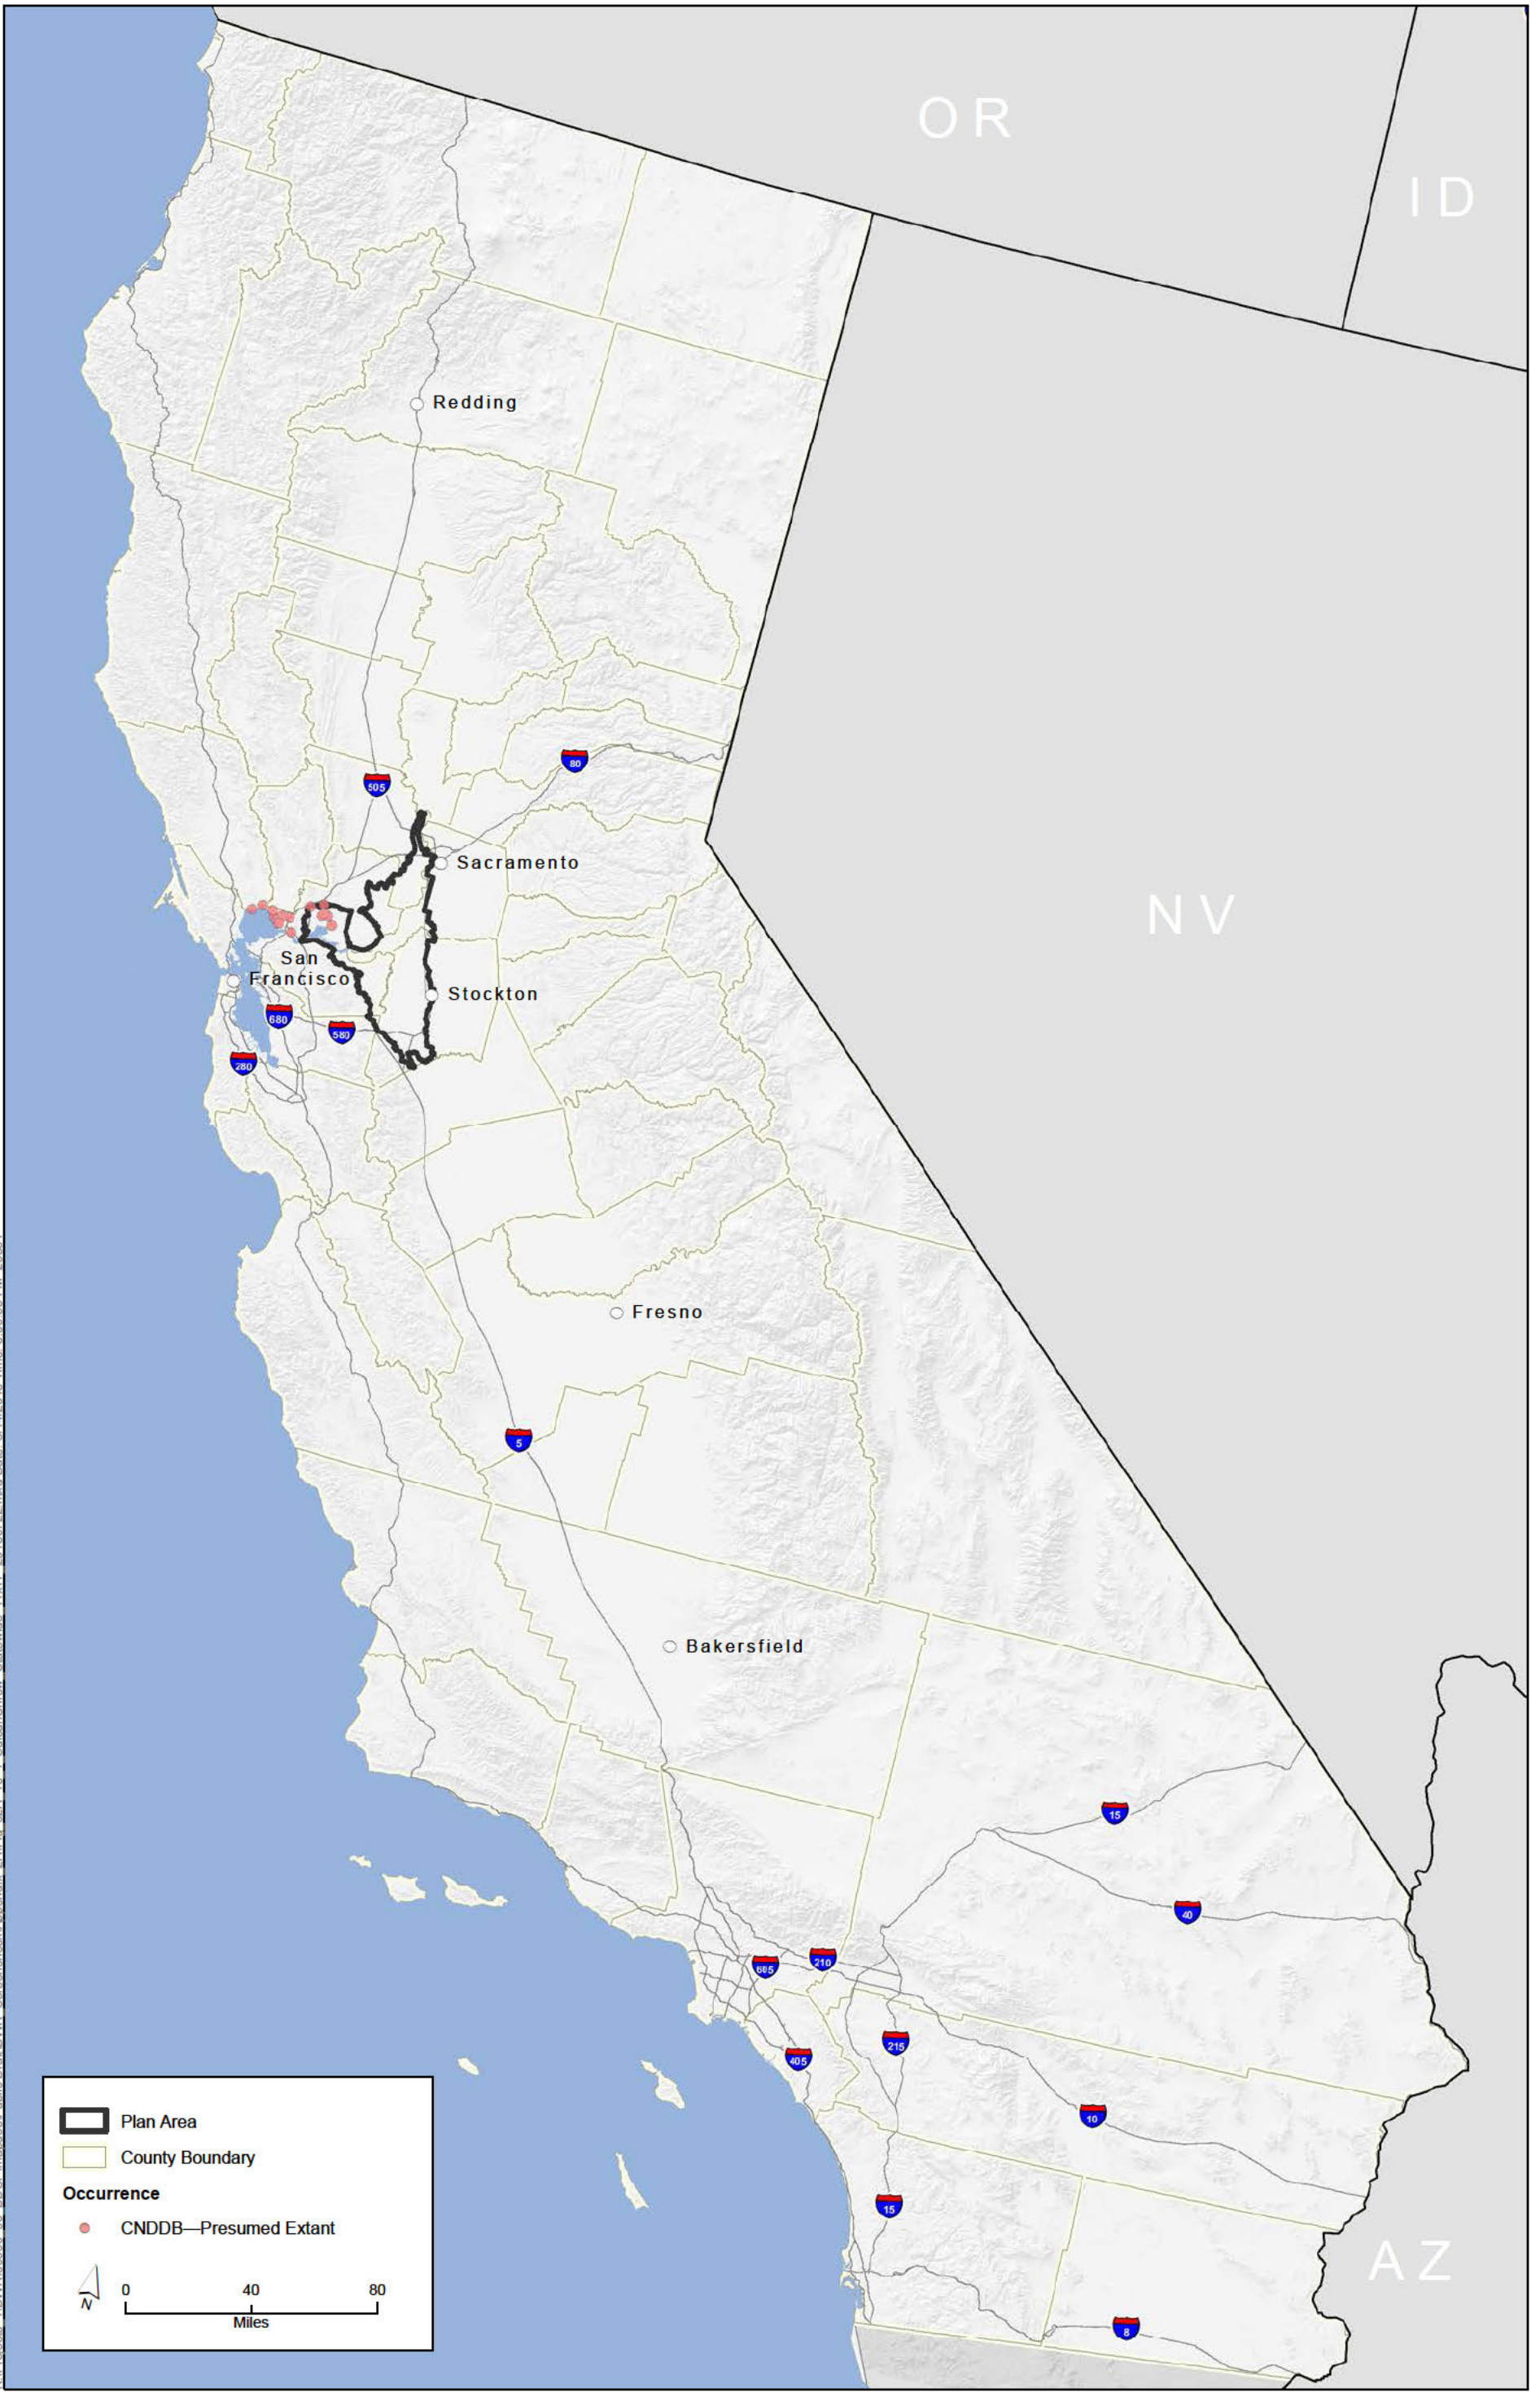 OR
ID
Redding
80
505
Sacramento
NV
San
Francisco
Stockton
680
580
280
Fresno
5
Bakersfield
15
40
605
210
215
405
10
15
AZ
8
Plan Area
County Boundary
Occurrence
CNDDB—Presumed Extant
N
0 40 80
Miles